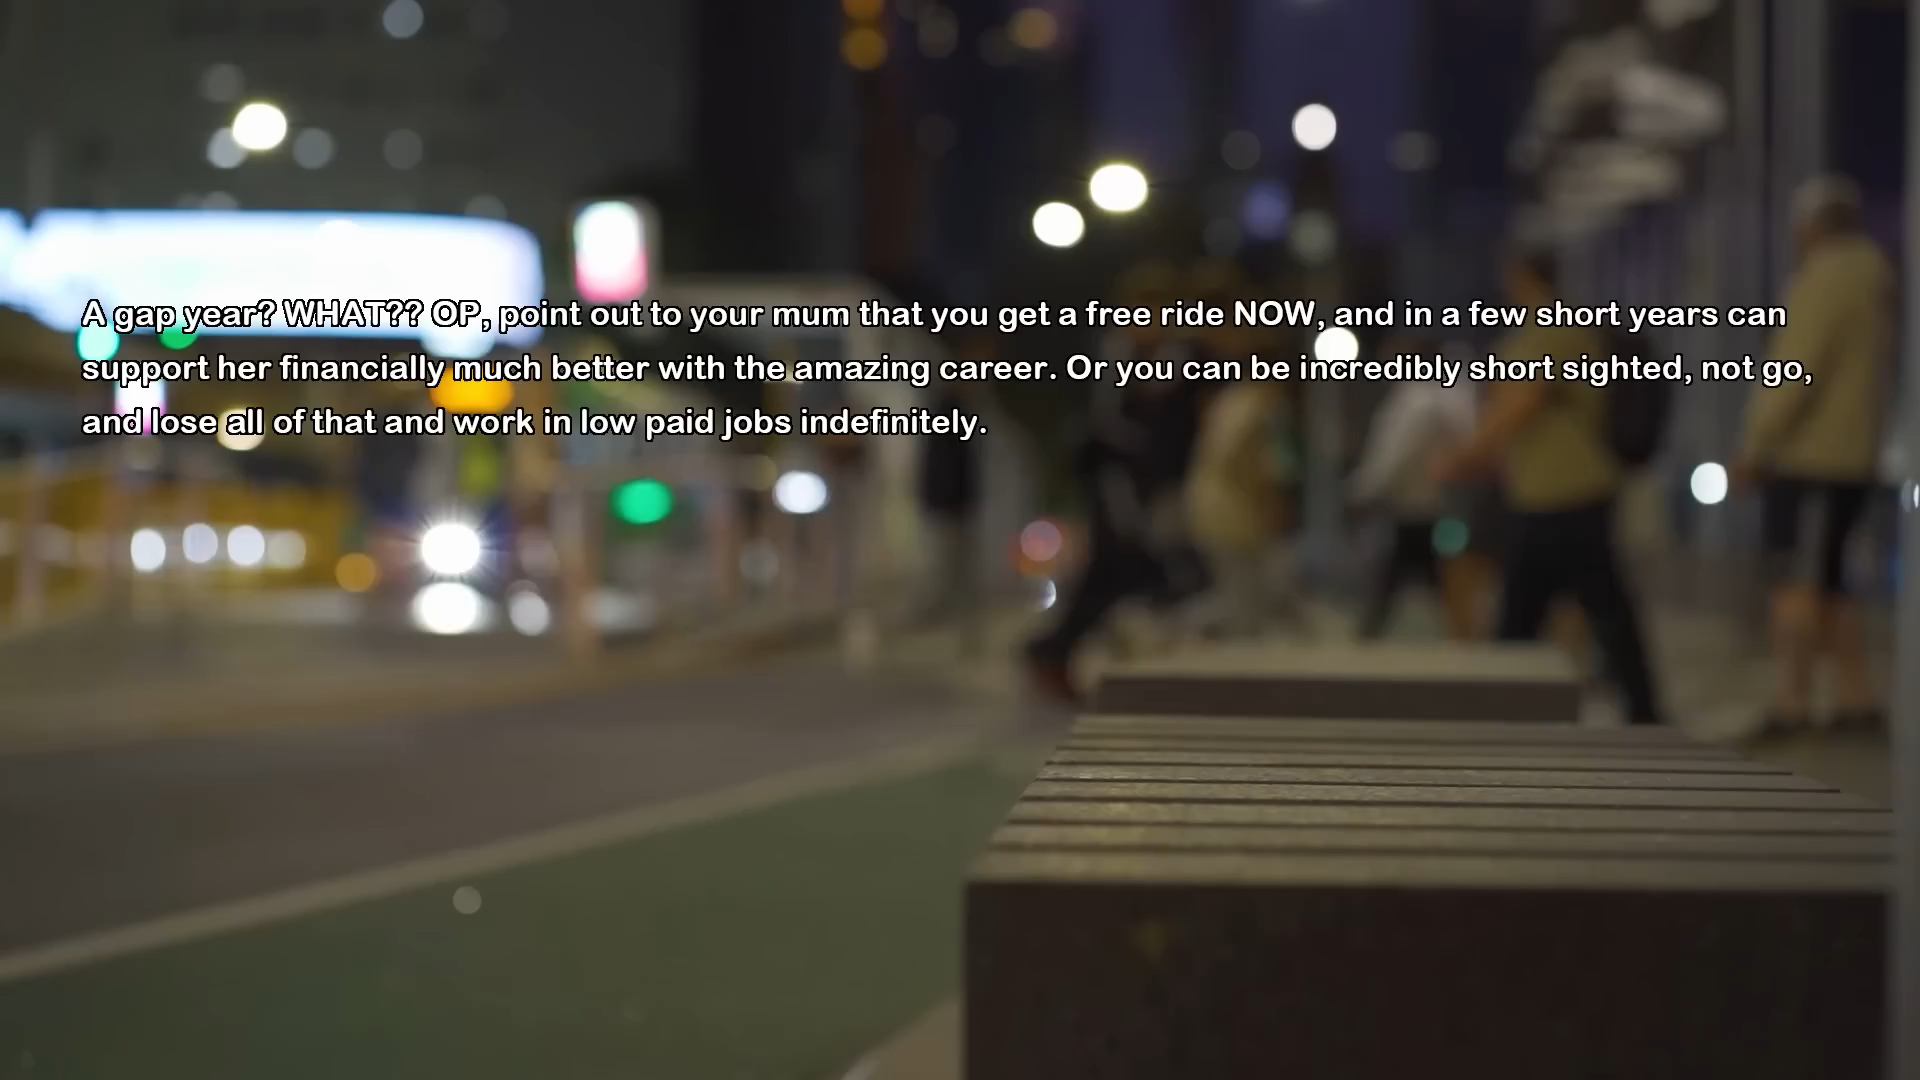 A gap year? WHAT?? OP, point out to your mum that you get a free ride NOW, and in a few short years can
support her financially much better with the amazing career. Or you can be incredibly short sighted, not go,
and lose all of that and work in low paid jobs indefinitely.